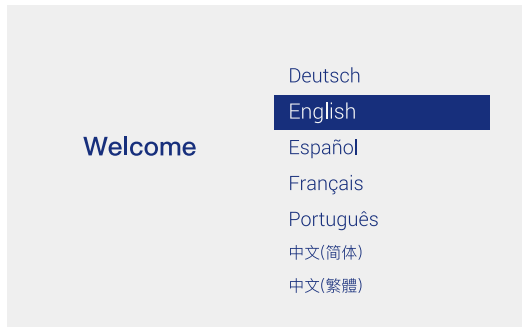 Welcome
Deutsch
English
Español
Français
Português
中文(简体)
中文(繁體)